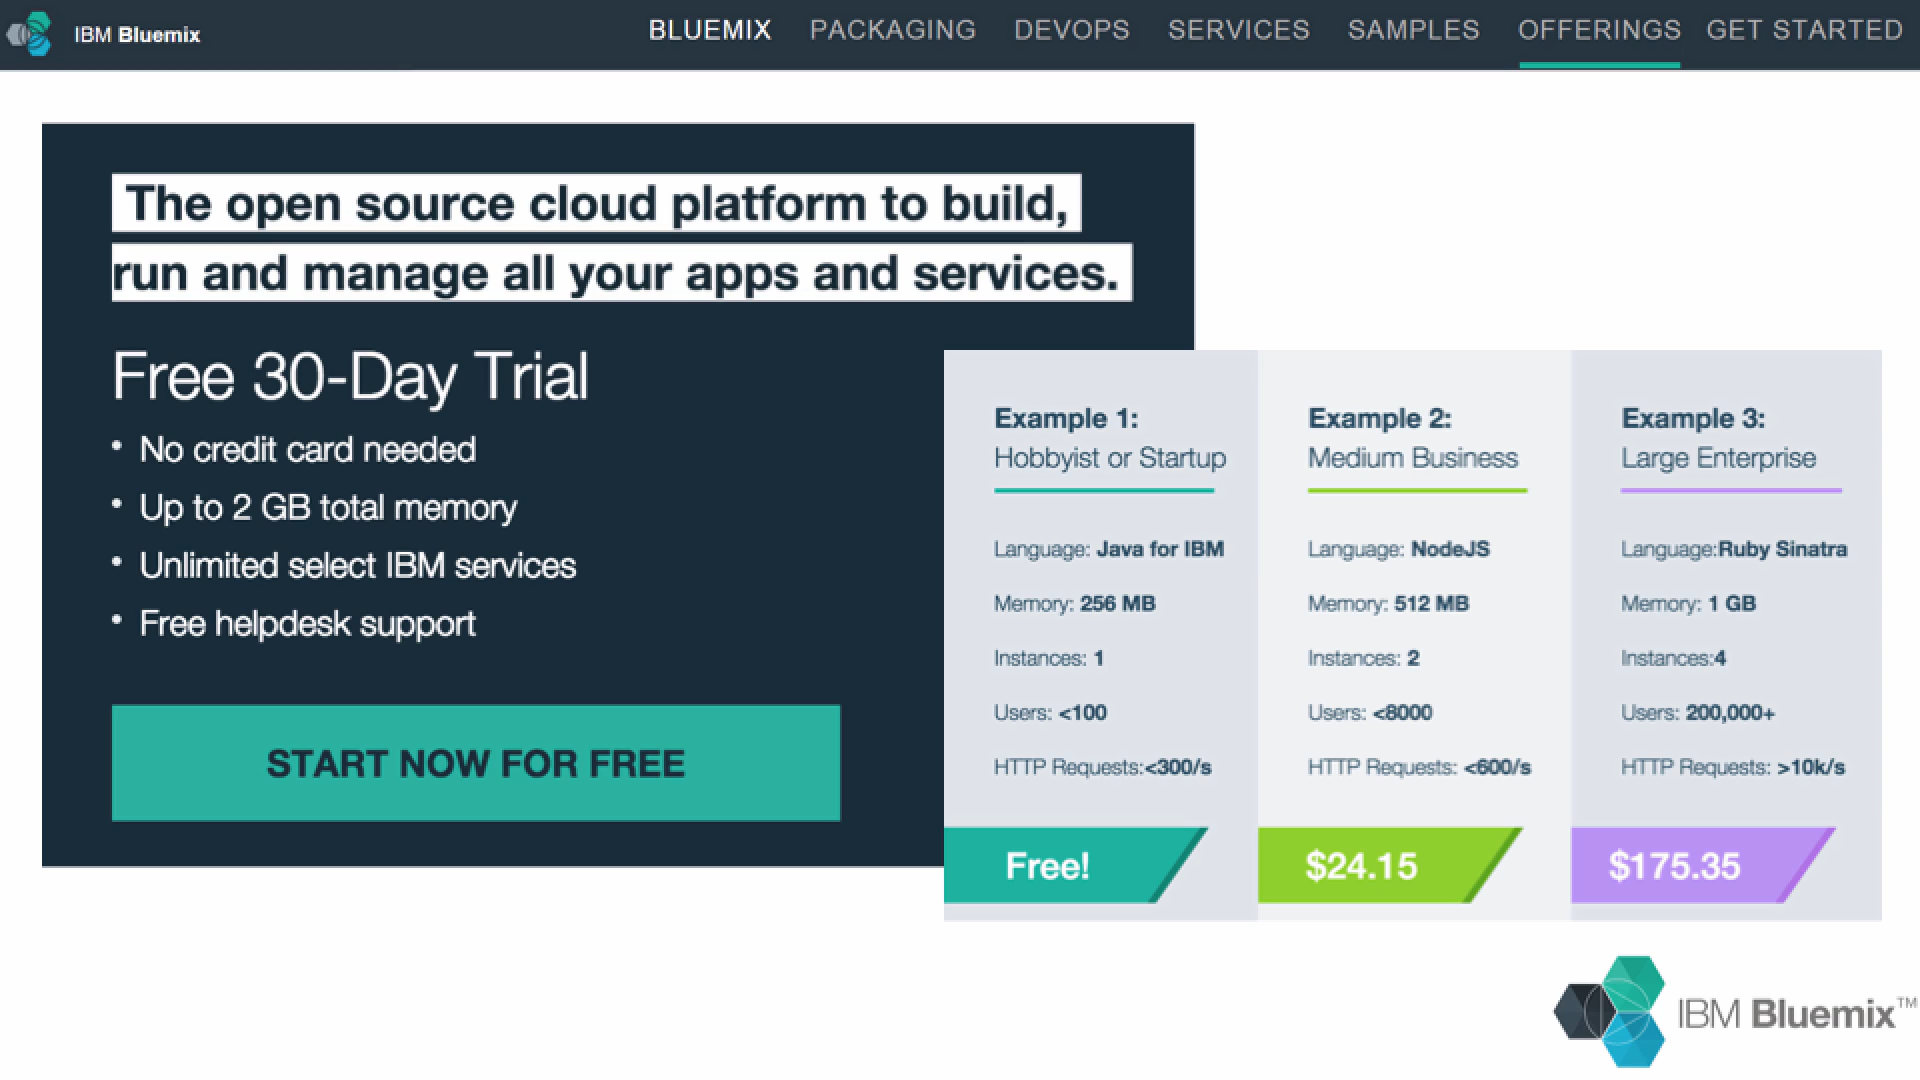 IBM Bluemix
BLUEMIX PACKAGING DEVOPS SERVICES SAMPLES OFFERINGS GET STARTED
The open source cloud platform to build,
run and manage all your apps and services.
Free 30-Day Trial
• No credit card needed
• Up to 2 GB total memory
• Unlimited select IBM services
• Free helpdesk support
START NOW FOR FREE
Example 1:
Hobbyist or Startup
Language: Java for IBM
Memory: 256 MB
Instances: 1
Users: <100
HTTP Requests:<300/s
Free!
Example 2:
Medium Business
Language: NodeJS
Memory: 512 MB
Instances: 2
Users: <8000
HTTP Requests: <600/s
$24.15
Example 3:
Large Enterprise
Language:Ruby Sinatra
Memory: 1 GB
Instances:4
Users: 200,000+
HTTP Requests: >10k/s
$175.35
IBM Bluemix™